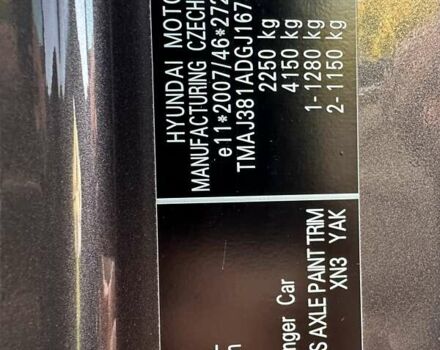 HYUNDAI MOTO
MANUFACTURING CZECH
e11*2007/46*272
TMAJ381ADGJ167
2250 kg
4150 kg
1-1280 kg
2-1150 kg
nger Car
S AXLE PAINT TRIM
XN3 YAK